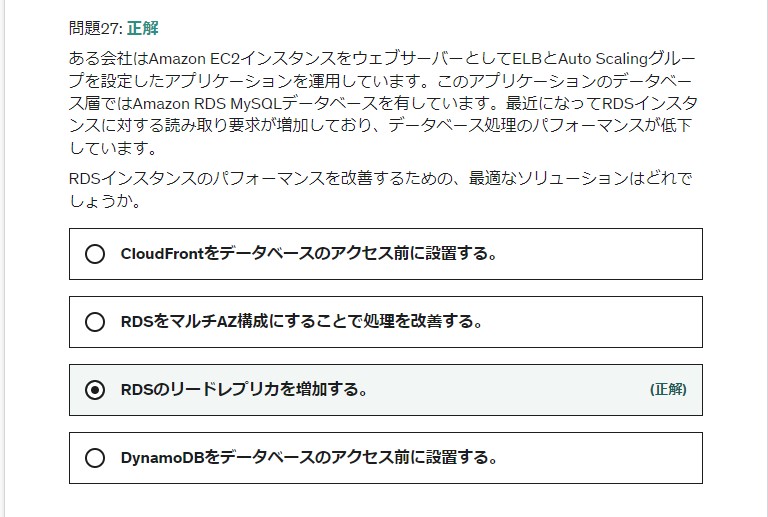 問題27: 正解
ある会社はAmazon EC2インスタンスをウェブサーバーとしてELBとAuto Scalingグルー
プを設定したアプリケーションを運用しています。このアプリケーションのデータベー
ス層ではAmazon RDS MySQLデータベースを有しています。最近になってRDSインスタ
ンスに対する読み取り要求が増加しており、データベース処理のパフォーマンスが低下
しています。
RDSインスタンスのパフォーマンスを改善するための、最適なソリューションはどれで
しょうか。
CloudFrontをデータベースのアクセス前に設置する。
RDSをマルチAZ構成にすることで処理を改善する。
RDSのリードレプリカを増加する。 (正解)
DynamoDBをデータベースのアクセス前に設置する。